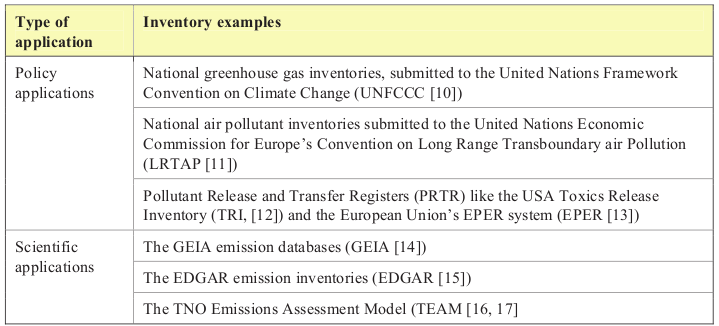 Type of
application
Inventory examples
Policy
applications
National greenhouse gas inventories, submitted to the United Nations Framework
Convention on Climate Change (UNFCCC [10])
National air pollutant inventories submitted to the United Nations Economic
Commission for Europe's Convention on Long Range Transboundary air Pollution
(LRTAP [11])
Pollutant Release and Transfer Registers (PRTR) like the USA Toxics Release
Inventory (TRI, [12]) and the European Union's EPER system (EPER [13])
Scientific
applications
The GEIA emission databases (GEIA [14])
The EDGAR emission inventories (EDGAR [15])
The TNO Emissions Assessment Model (TEAM [16, 17]